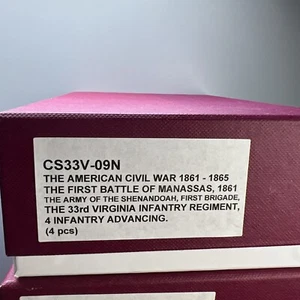 CS33V-09N
THE AMERICAN CIVIL WAR 1861 - 1865
THE FIRST BATTLE OF MANASSAS, 1861
THE ARMY OF THE SHENANDOAH, FIRST BRIGADE,
THE 33rd VIRGINIA INFANTRY REGIMENT,
4 INFANTRY ADVANCING.
(4 pcs)